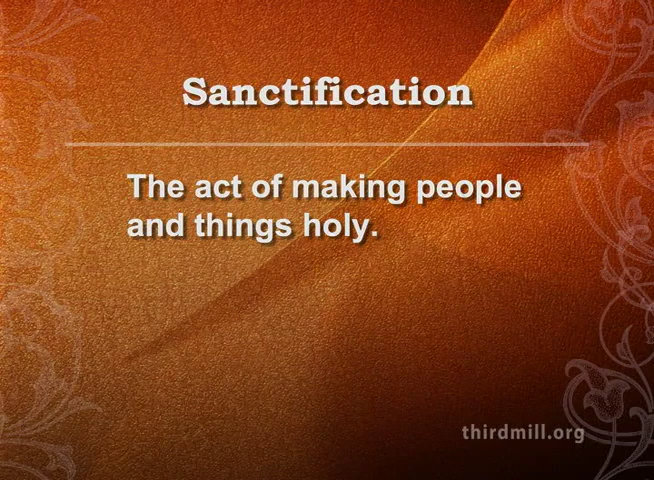 Sanctification
The act of making people
and things holy.
thirdmill.org